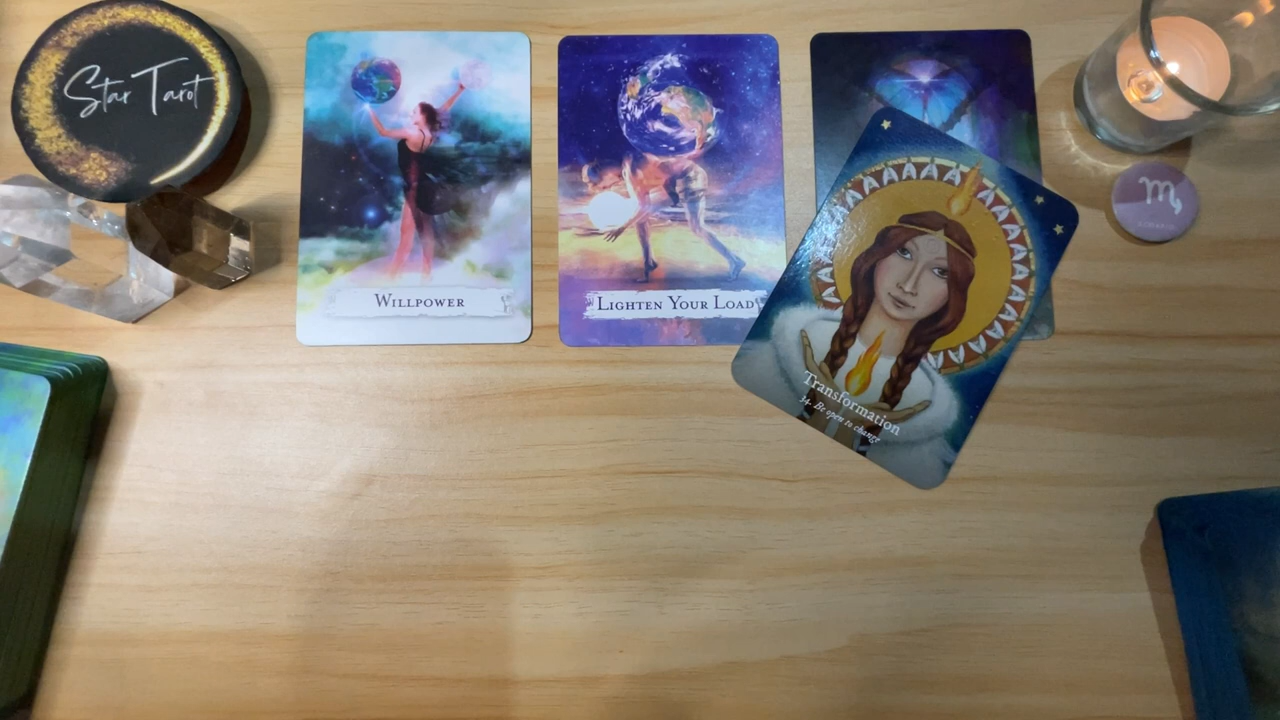 Star Tarot
WILLPOWER
LIGHTEN YOUR LOAD
Transformation
34. Be open to change